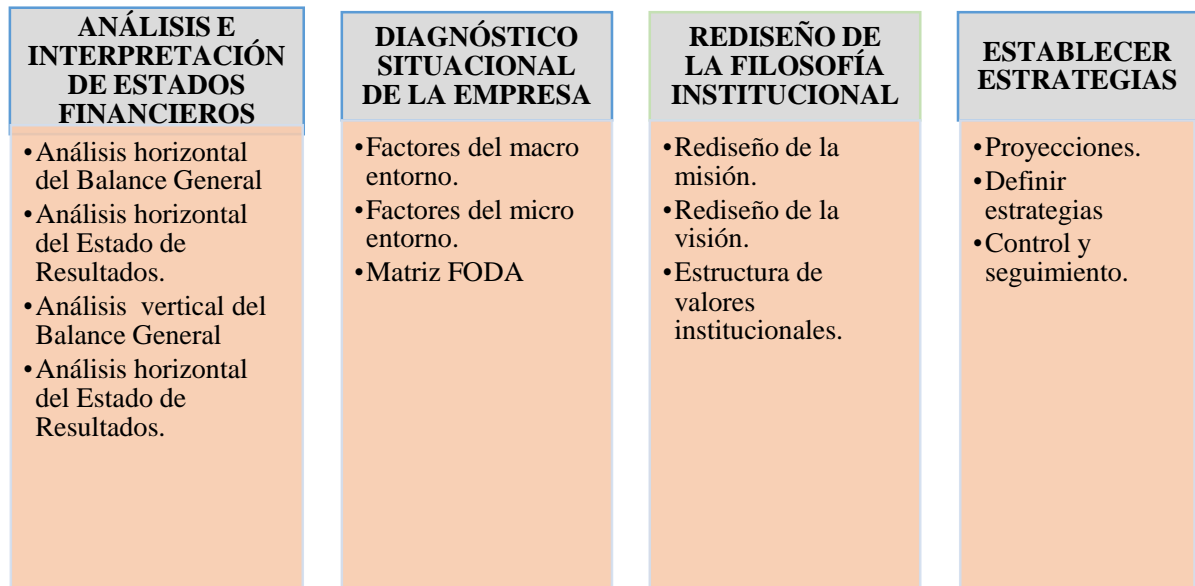 ANÁLISIS E
INTERPRETACIÓN
DE ESTADOS
FINANCIEROS
•Análisis horizontal
del Balance General
•Análisis horizontal
del Estado de
Resultados.
•Análisis vertical del
Balance General
•Análisis horizontal
del Estado de
Resultados.
DIAGNÓSTICO
SITUACIONAL
DE LA EMPRESA
•Factores del macro
entorno.
•Factores del micro
entorno.
•Matriz FODA
REDISEÑO DE
LA FILOSOFÍA
INSTITUCIONAL
•Rediseño de la
misión.
•Rediseño de la
visión.
•Estructura de
valores
institucionales.
ESTABLECER
ESTRATEGIAS
•Proyecciones.
•Definir
estrategias
•Control y
seguimiento.